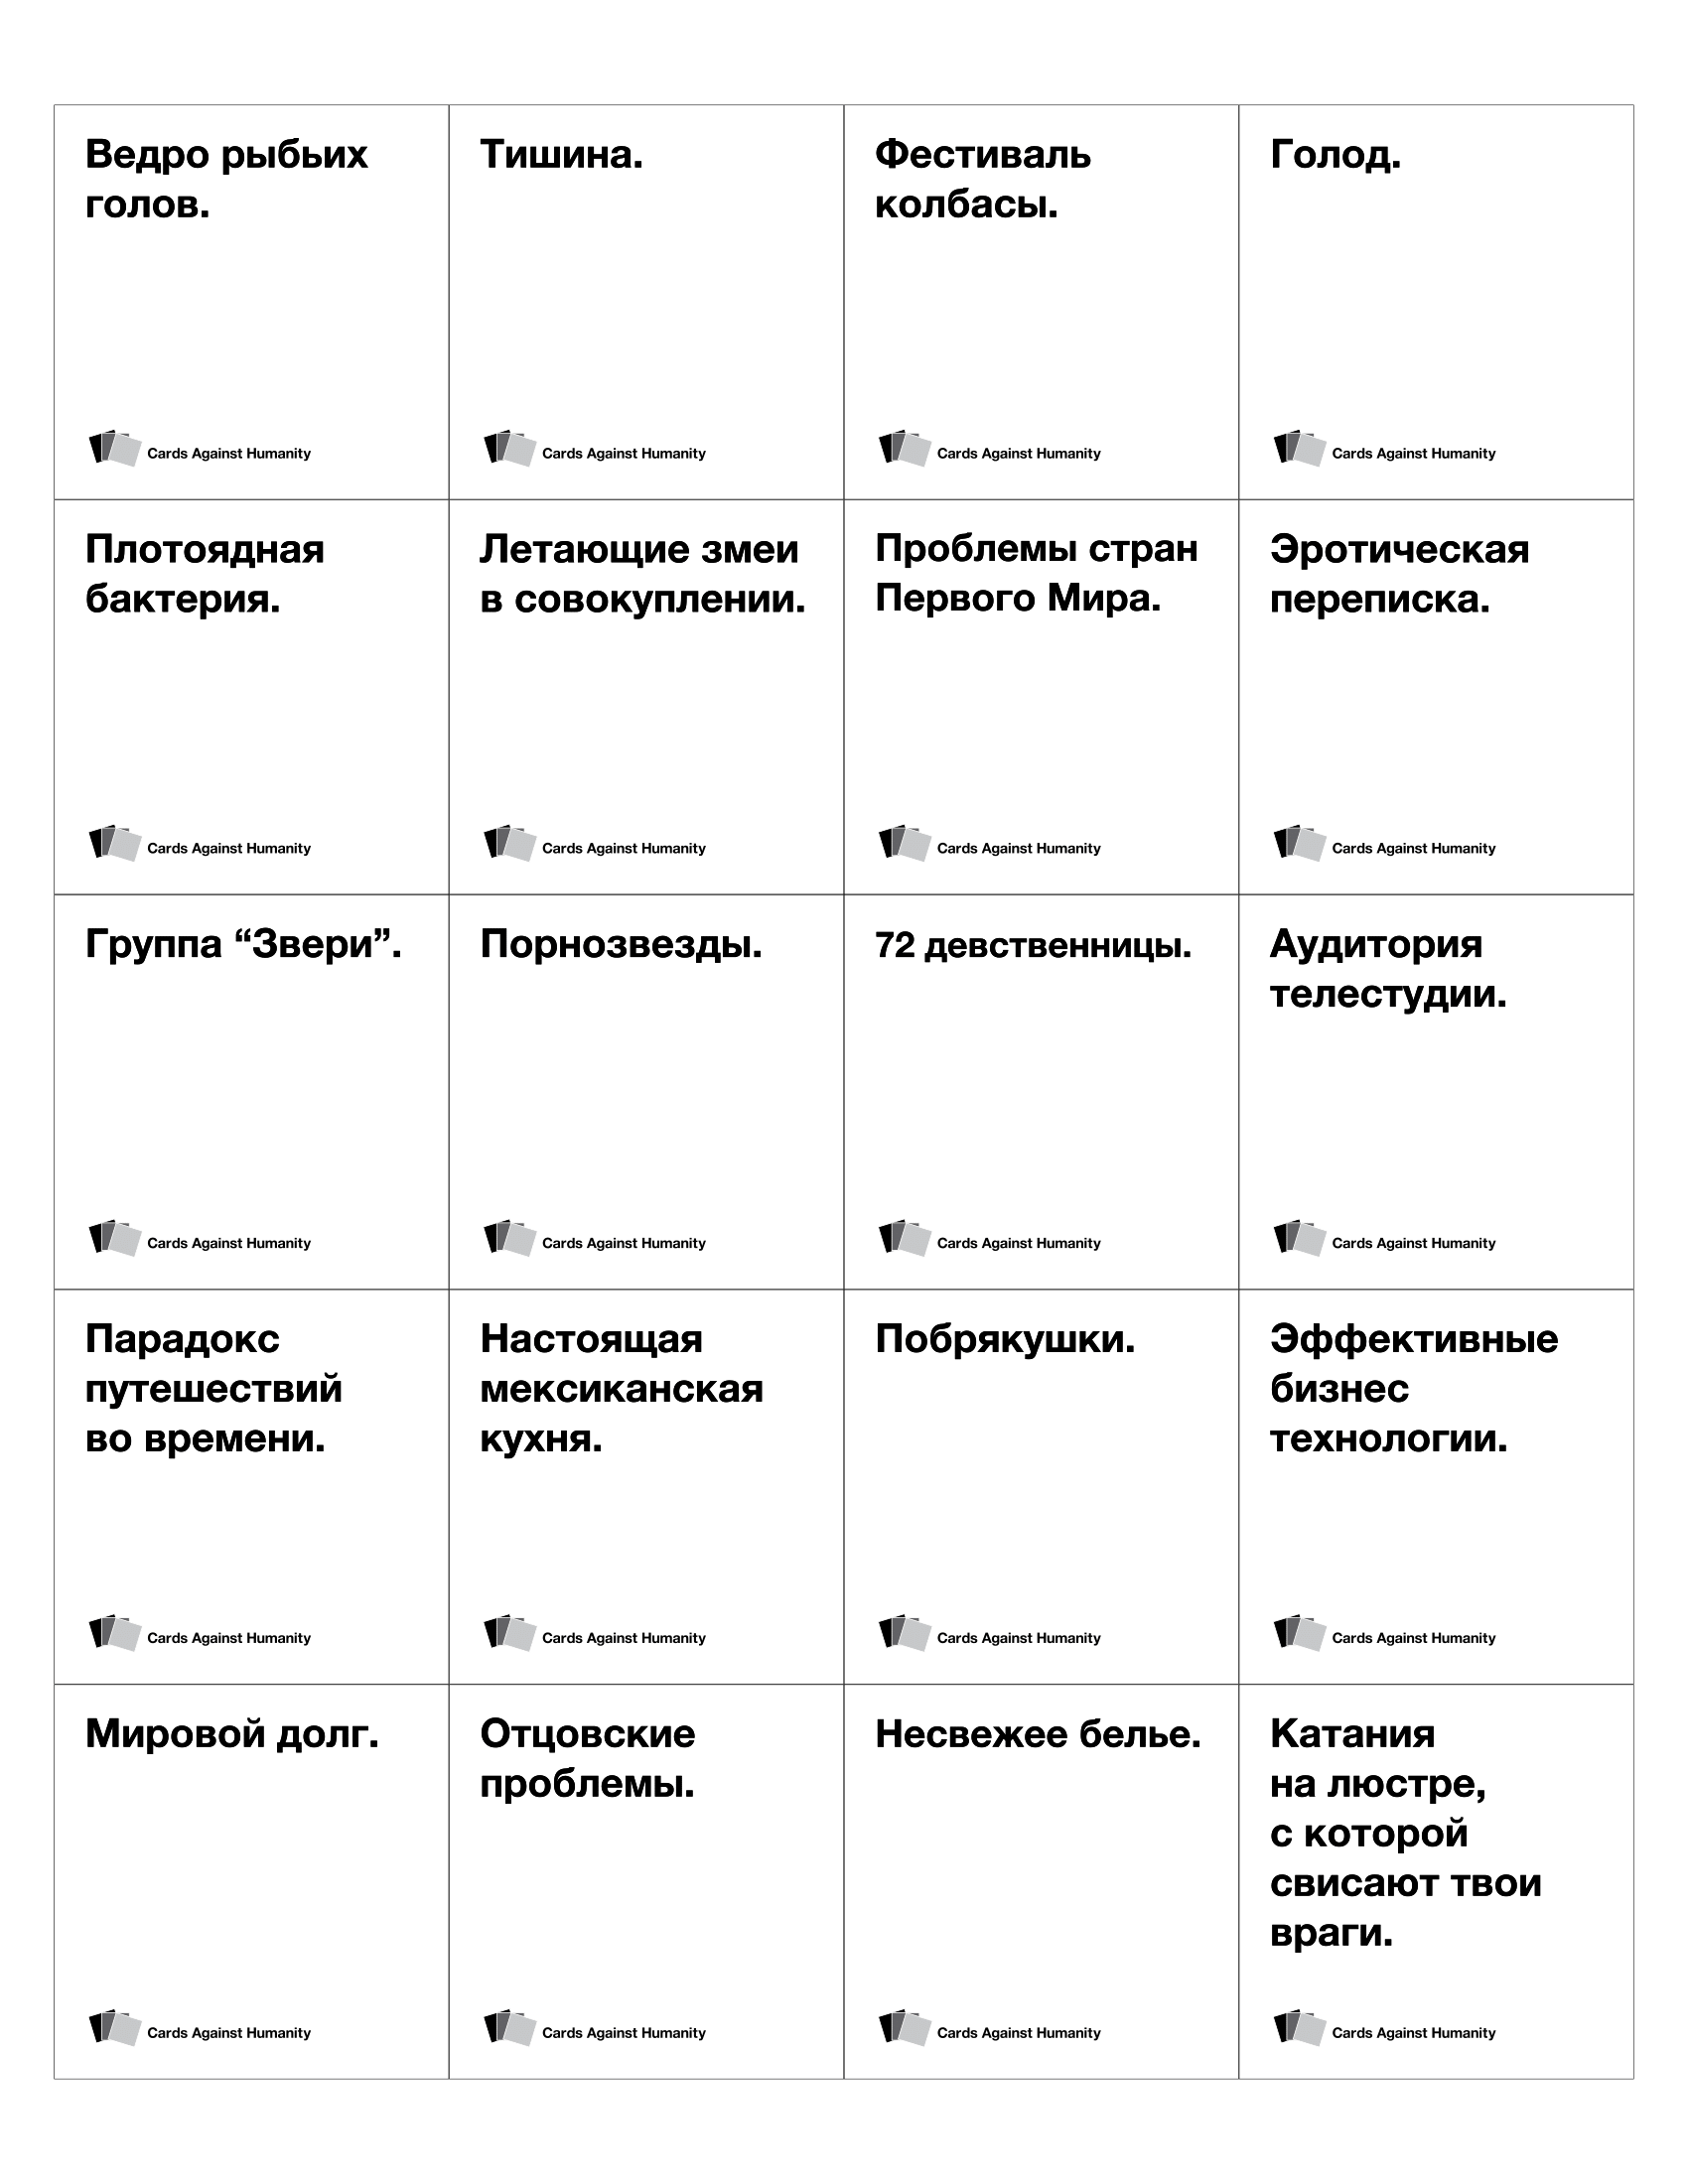 Ведро рыбьих
голов.
Cards Against Humanity
Тишина.
Cards Against Humanity
Фестиваль
колбасы.
Cards Against Humanity
Голод.
Cards Against Humanity
Плотоядная
бактерия.
Cards Against Humanity
Летающие змеи
в совокуплении.
Cards Against Humanity
Проблемы стран
Первого Мира.
Cards Against Humanity
Эротическая
переписка.
Cards Against Humanity
Группа “Звери”.
Cards Against Humanity
Порнозвезды.
Cards Against Humanity
72 девственницы.
Cards Against Humanity
Аудитория
телестудии.
Cards Against Humanity
Парадокс
путешествий
во времени.
Cards Against Humanity
Настоящая
мексиканская
кухня.
Cards Against Humanity
Побрякушки.
Cards Against Humanity
Эффективные
бизнес
технологии.
Cards Against Humanity
Мировой долг.
Cards Against Humanity
Отцовские
проблемы.
Cards Against Humanity
Несвежее белье.
Cards Against Humanity
Катания
на люстре,
с которой
свисают твои
враги.
Cards Against Humanity